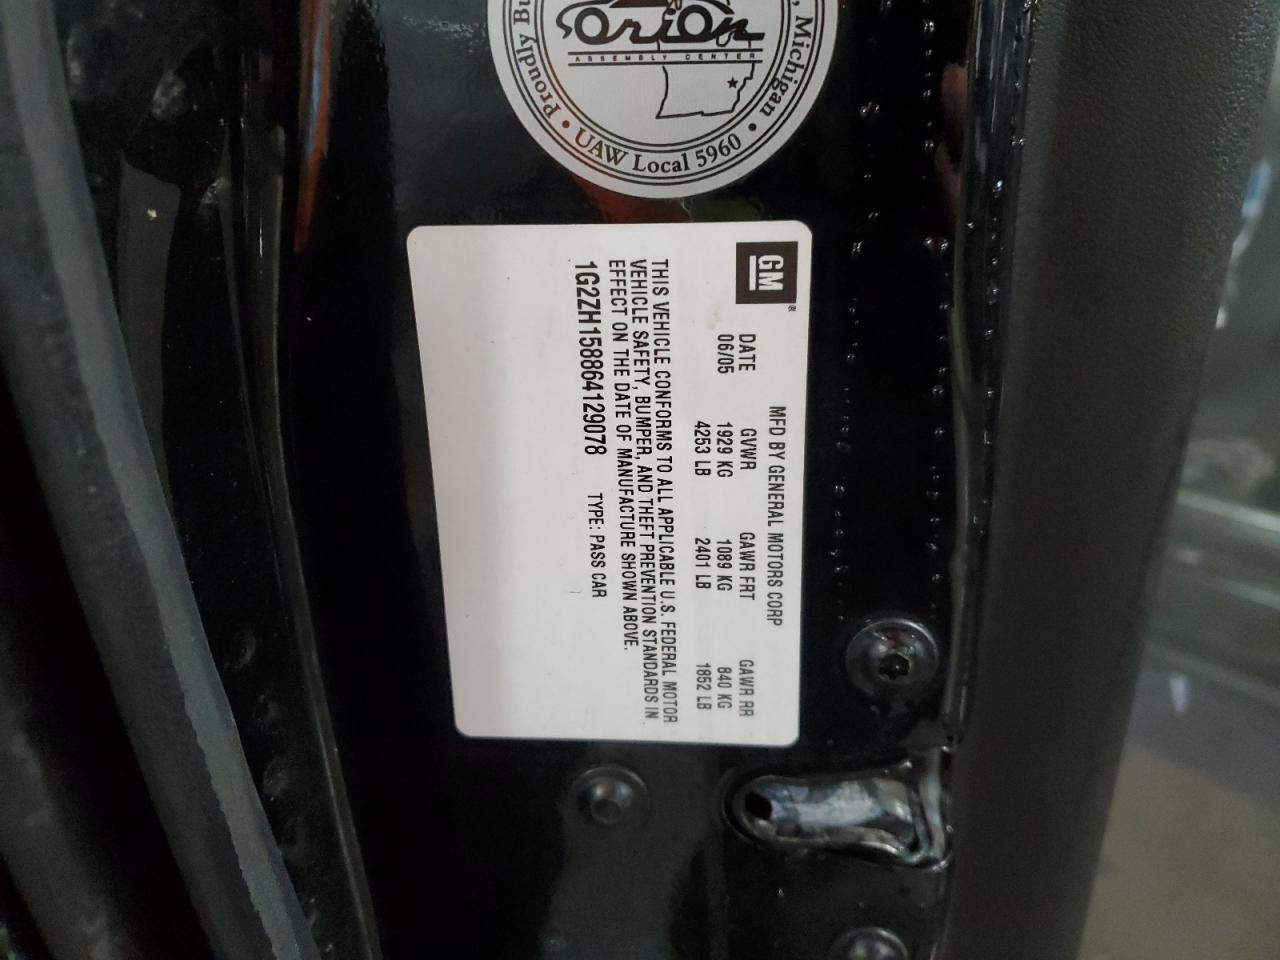 Orion
ASSEMBLY CENTER
Proudly
, Michigan
• UAW Local 5960 •
GM
®
MFD BY GENERAL MOTORS CORP
DATE GVWR GAWR FRT GAWR RR
06/05 1929 KG 1089 KG 840 KG
4253 LB 2401 LB 1852 LB
THIS VEHICLE CONFORMS TO ALL APPLICABLE U.S. FEDERAL MOTOR
VEHICLE SAFETY, BUMPER, AND THEFT PREVENTION STANDARDS IN
EFFECT ON THE DATE OF MANUFACTURE SHOWN ABOVE.
1G2ZH158864129078 TYPE: PASS CAR